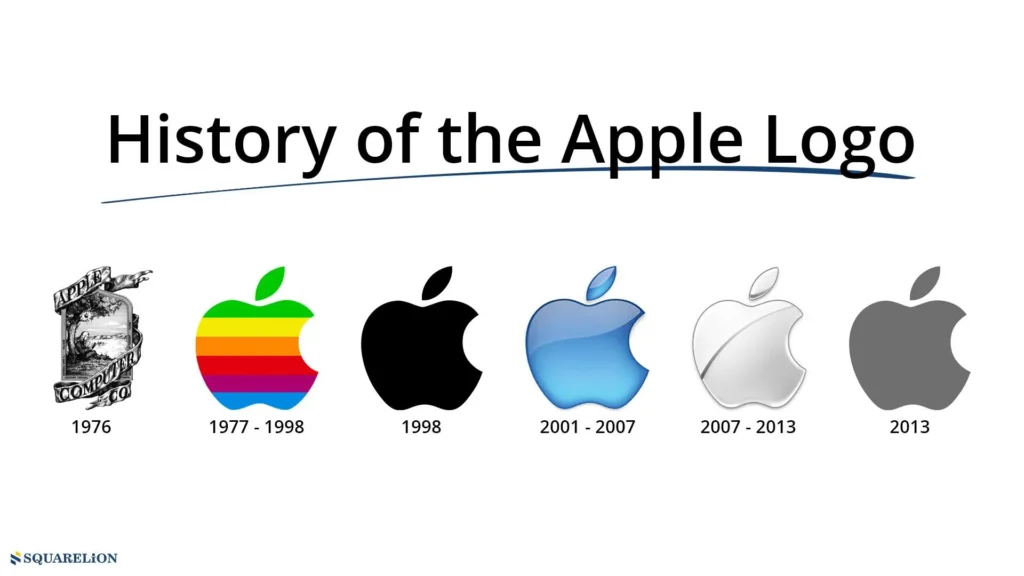 History of the Apple Logo
APPLE
COMPUTER
CO.
1976
1977 - 1998
1998
2001 - 2007
2007 - 2013
2013
SQUARELiON